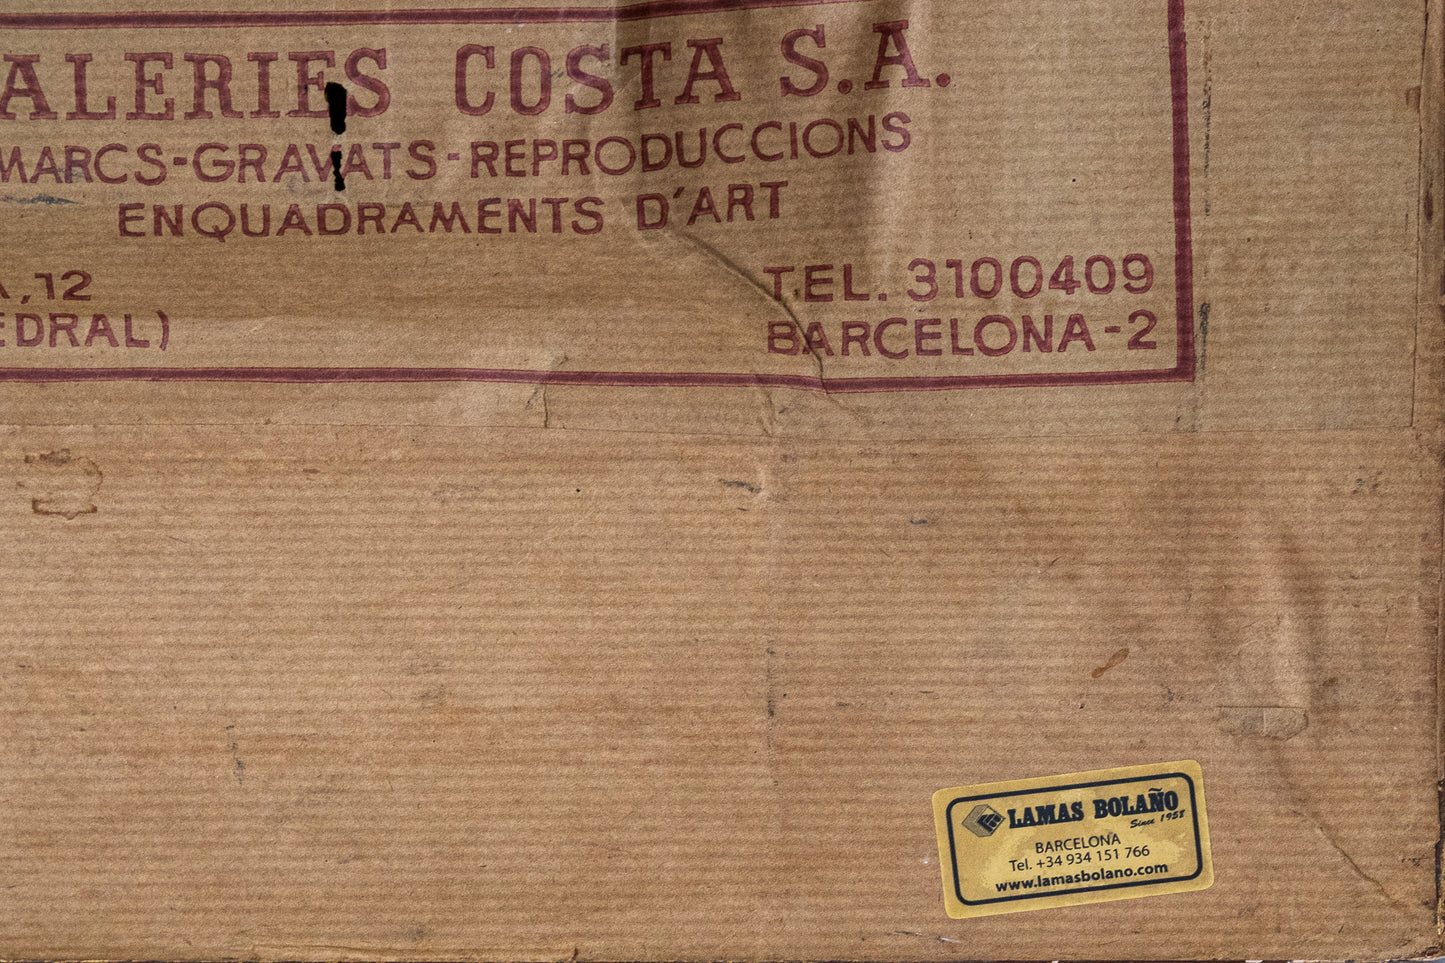 ALERIES COSTA S.A.
MARCS-GRAVATS-REPRODUCCIONS
ENQUADRAMENTS D'ART
A,12
EDRAL)
TEL. 3100409
BARCELONA-2
LAMAS BOLAÑO
Since 1958
BARCELONA
Tel. +34 934 151 766
www.lamasbolano.com